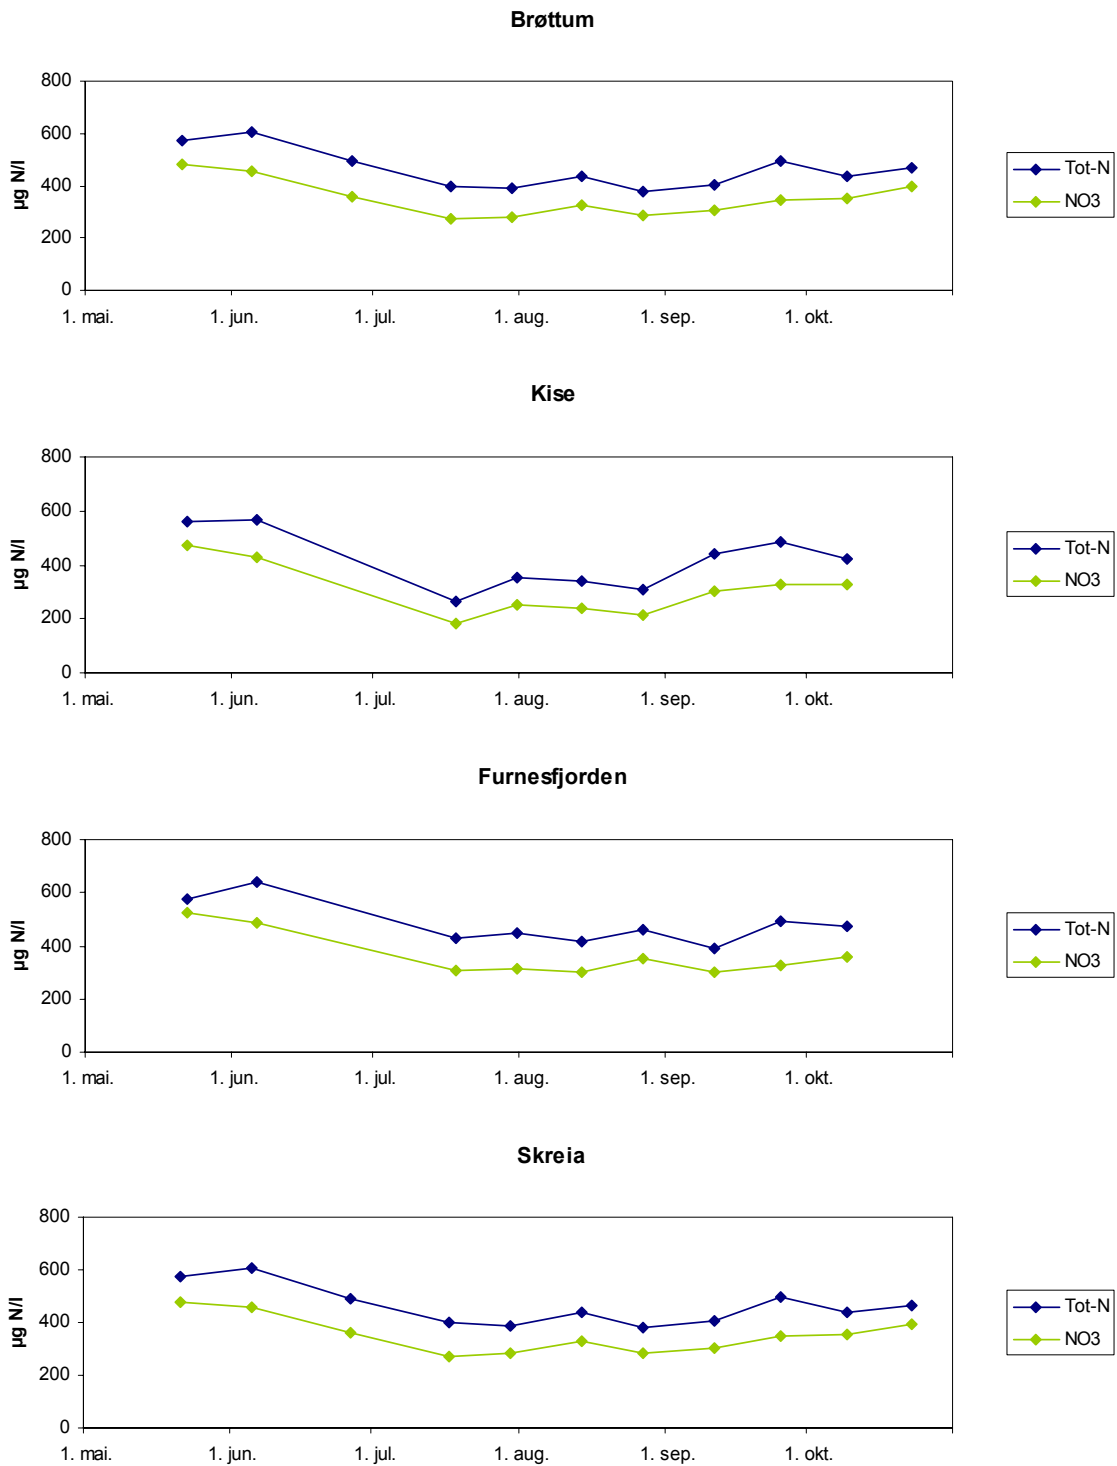 Brøttum
µg N/l
800
600
400
200
0
1. mai.
1. jun.
1. jul.
1. aug.
1. sep.
1. okt.
Tot-N
NO3
Kise
µg N/l
800
600
400
200
0
1. mai.
1. jun.
1. jul.
1. aug.
1. sep.
1. okt.
Tot-N
NO3
Furnesfjorden
µg N/l
800
600
400
200
0
1. mai.
1. jun.
1. jul.
1. aug.
1. sep.
1. okt.
Tot-N
NO3
Skreia
µg N/l
800
600
400
200
0
1. mai.
1. jun.
1. jul.
1. aug.
1. sep.
1. okt.
Tot-N
NO3